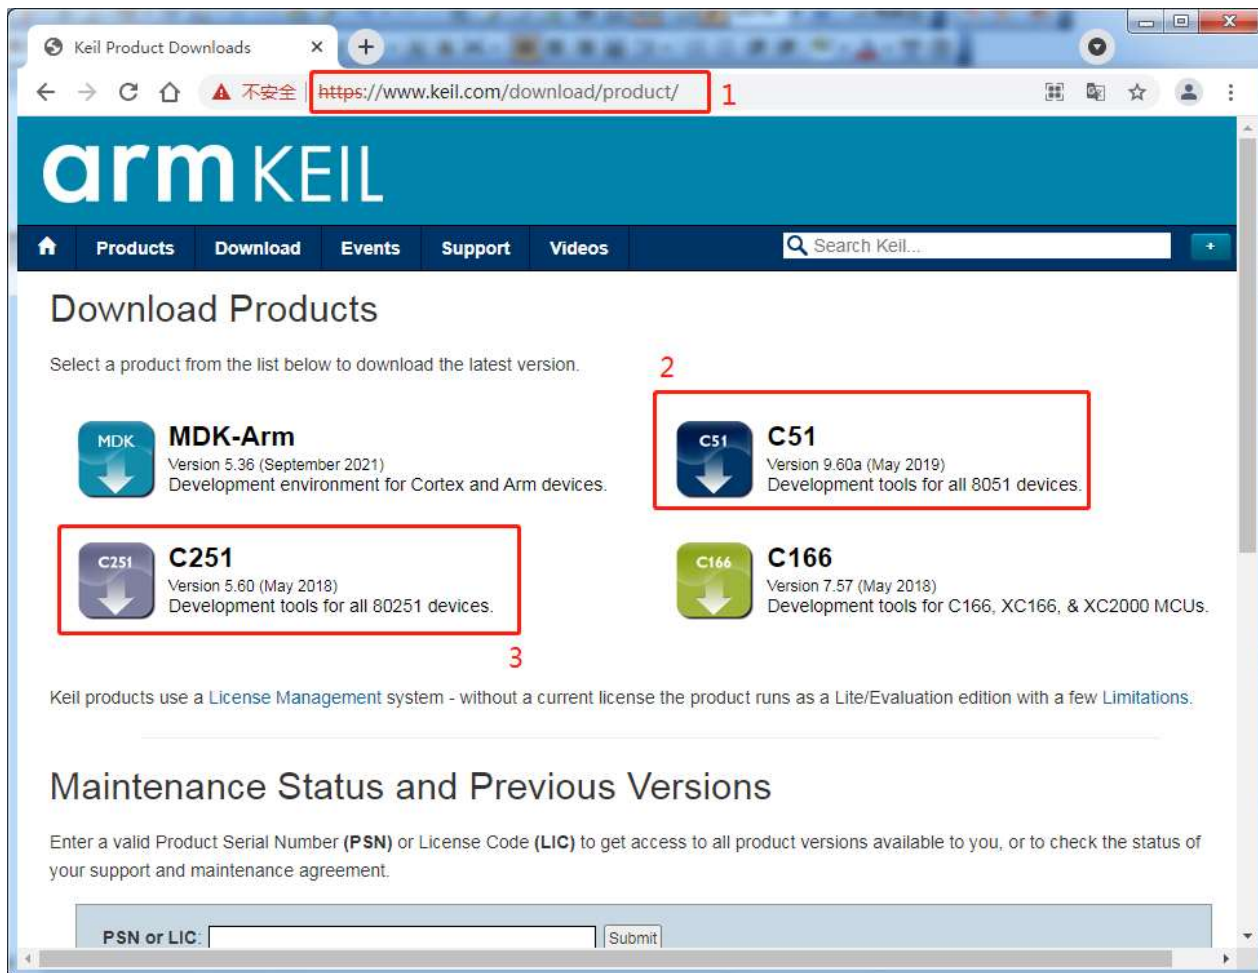 Keil Product Downloads
不安全 https://www.keil.com/download/product/ 1
arm KEIL
Products Download Events Support Videos Search Keil... +
Download Products
Select a product from the list below to download the latest version.
2
MDK
MDK-Arm
Version 5.36 (September 2021)
Development environment for Cortex and Arm devices.
C51
C51
Version 9.60a (May 2019)
Development tools for all 8051 devices.
C251
C251
Version 5.60 (May 2018)
Development tools for all 80251 devices.
C166
C166
Version 7.57 (May 2018)
Development tools for C166, XC166, & XC2000 MCUs.
3
Keil products use a License Management system - without a current license the product runs as a Lite/Evaluation edition with a few Limitations.
Maintenance Status and Previous Versions
Enter a valid Product Serial Number (PSN) or License Code (LIC) to get access to all product versions available to you, or to check the status of
your support and maintenance agreement.
PSN or LIC: Submit